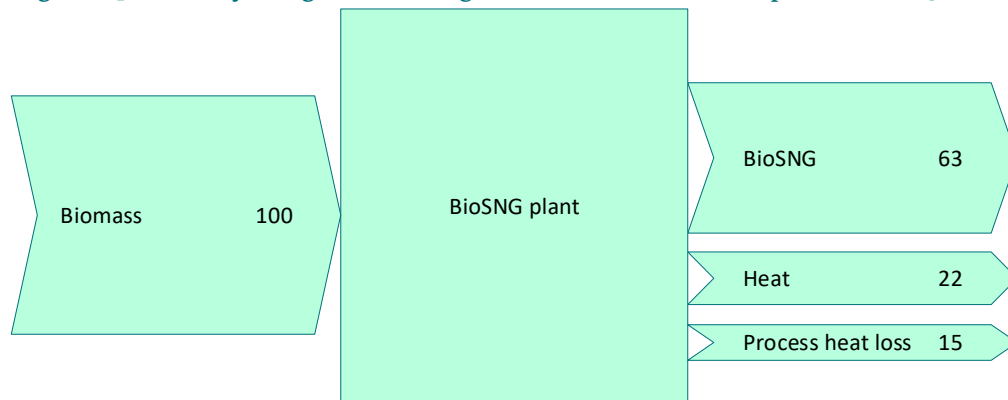 Biomass 100
BioSNG plant
BioSNG 63
Heat 22
Process heat loss 15